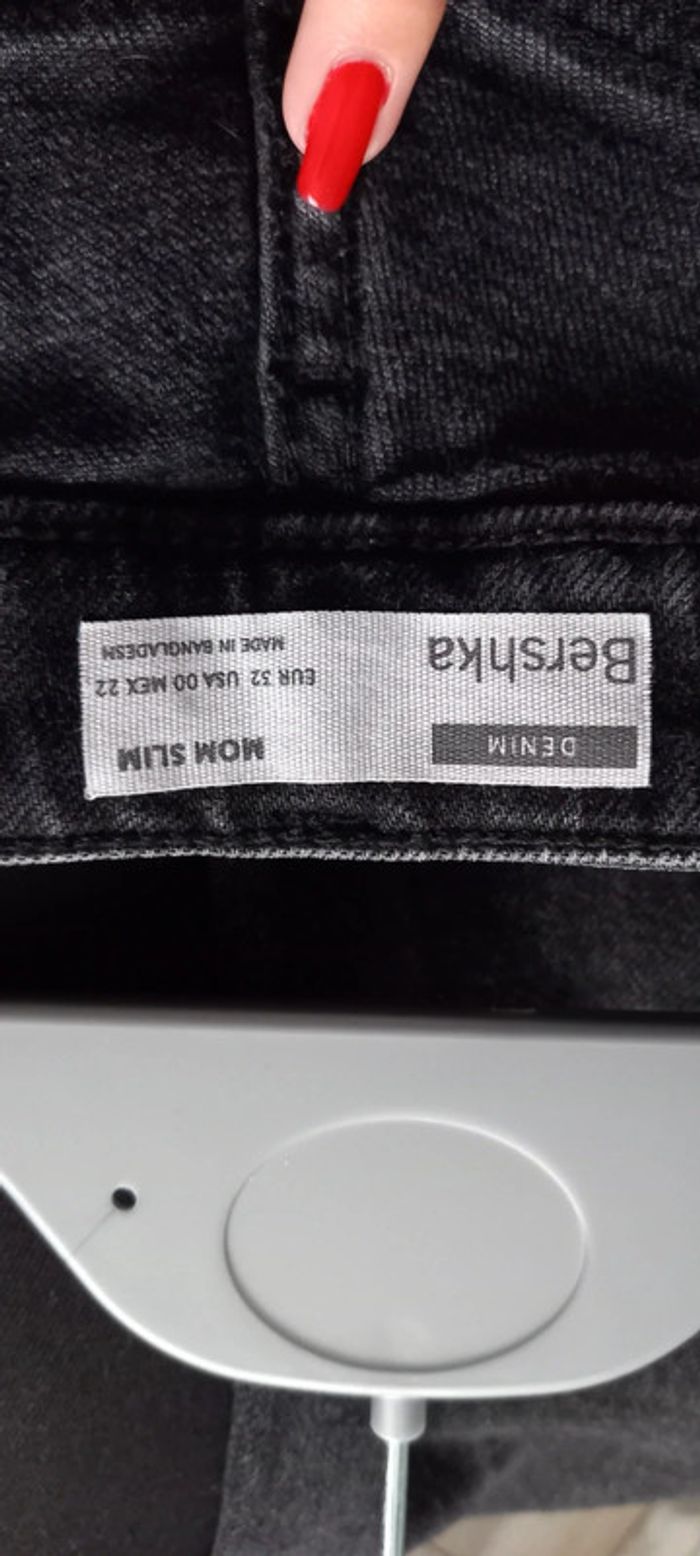 Bershka
DENIM
MADE IN BANGLADESH
EUR 32 USA 00 MEX 22
MOM SLIM